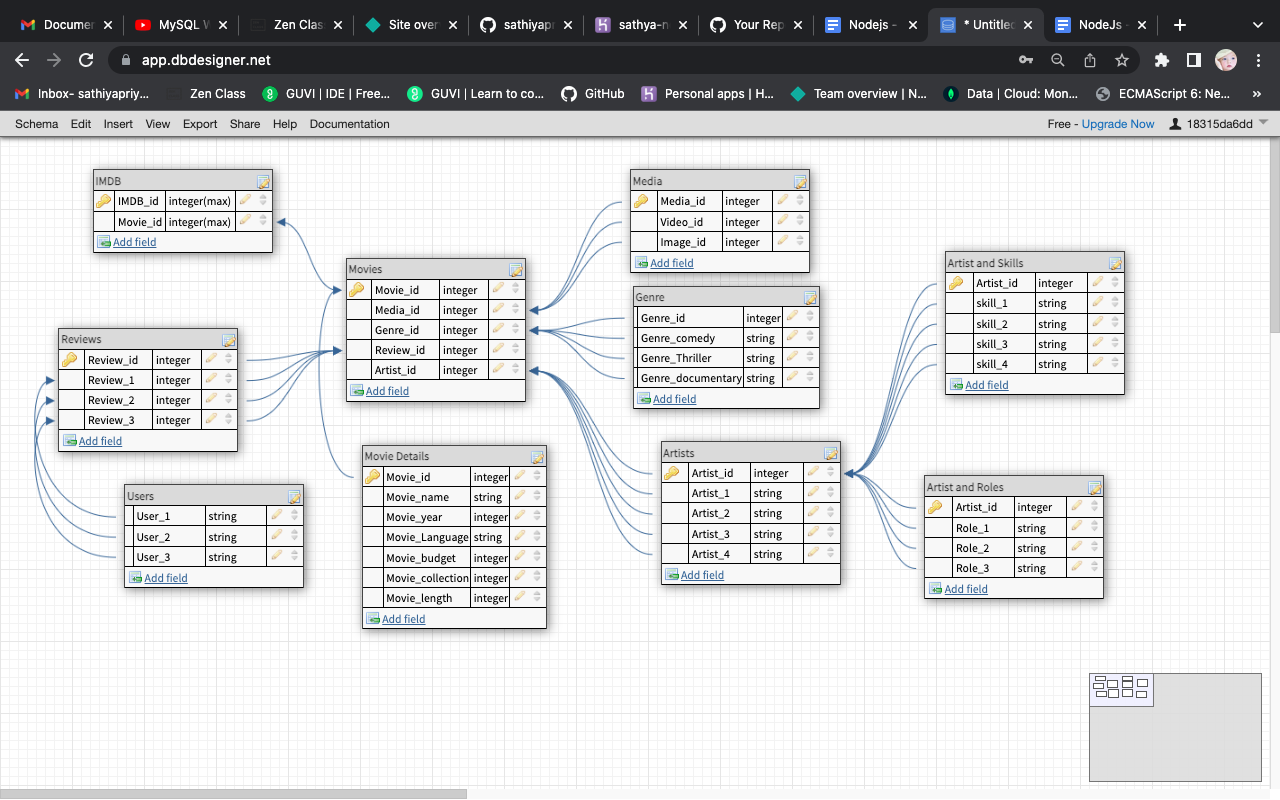 Documen
MySQL W
Zen Clas
Site over
sathiyapr
sathya-n
Your Rep
Nodejs -
* Untitled
NodeJs -
app.dbdesigner.net
Inbox- sathiyapriy...
Zen Class
GUVI | IDE | Free...
GUVI | Learn to co...
GitHub
Personal apps | H...
Team overview | N...
Data | Cloud: Mon...
ECMAScript 6: Ne...
»
Schema Edit Insert View Export Share Help Documentation
Free - Upgrade Now
18315da6dd
IMDB
IMDB_id integer(max)
Movie_id integer(max)
Add field
Movies
Movie_id integer
Media_id integer
Genre_id integer
Review_id integer
Artist_id integer
Add field
Media
Media_id integer
Video_id integer
Image_id integer
Add field
Genre
Genre_id integer
Genre_comedy string
Genre_Thriller string
Genre_documentary string
Add field
Artist and Skills
Artist_id integer
skill_1 string
skill_2 string
skill_3 string
skill_4 string
Add field
Reviews
Review_id integer
Review_1 integer
Review_2 integer
Review_3 integer
Add field
Users
User_1 string
User_2 string
User_3 string
Add field
Movie Details
Movie_id integer
Movie_name string
Movie_year integer
Movie_Language string
Movie_budget integer
Movie_collection integer
Movie_length integer
Add field
Artists
Artist_id integer
Artist_1 string
Artist_2 string
Artist_3 string
Artist_4 string
Add field
Artist and Roles
Artist_id integer
Role_1 string
Role_2 string
Role_3 string
Add field